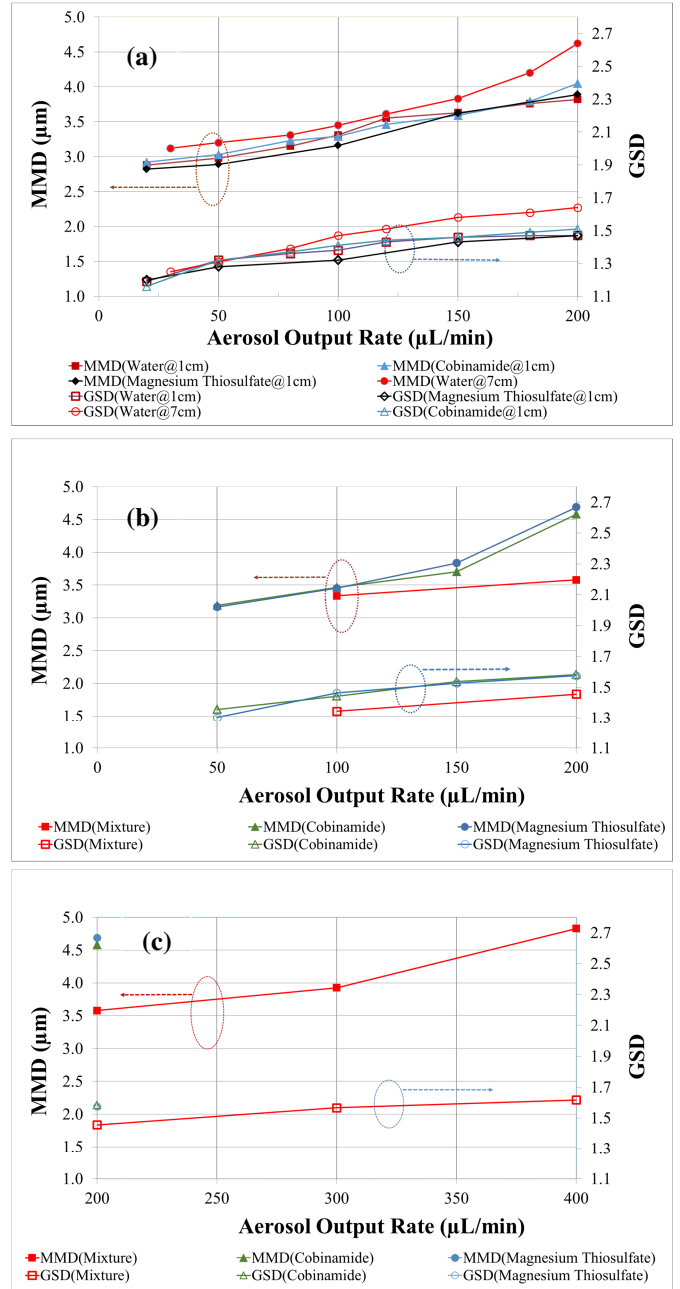 (a)
MMD (µm)
5.0
4.5
4.0
3.5
3.0
2.5
2.0
1.5
1.0
2.7
2.5
2.3
2.1
1.9
1.7
1.5
1.3
1.1
GSD
0 50 100 150 200
Aerosol Output Rate (µL/min)
MMD(Water@1cm) MMD(Cobinamide@1cm)
MMD(Magnesium Thiosulfate@1cm) MMD(Water@7cm)
GSD(Water@1cm) GSD(Magnesium Thiosulfate@1cm)
GSD(Water@7cm) GSD(Cobinamide@1cm)
(b)
MMD (µm)
5.0
4.5
4.0
3.5
3.0
2.5
2.0
1.5
1.0
2.7
2.5
2.3
2.1
1.9
1.7
1.5
1.3
1.1
GSD
0 50 100 150 200
Aerosol Output Rate (µL/min)
MMD(Mixture) MMD(Cobinamide) MMD(Magnesium Thiosulfate)
GSD(Mixture) GSD(Cobinamide) GSD(Magnesium Thiosulfate)
(c)
MMD (µm)
5.0
4.5
4.0
3.5
3.0
2.5
2.0
1.5
1.0
2.7
2.5
2.3
2.1
1.9
1.7
1.5
1.3
1.1
GSD
200 250 300 350 400
Aerosol Output Rate (µL/min)
MMD(Mixture) MMD(Cobinamide) MMD(Magnesium Thiosulfate)
GSD(Mixture) GSD(Cobinamide) GSD(Magnesium Thiosulfate)